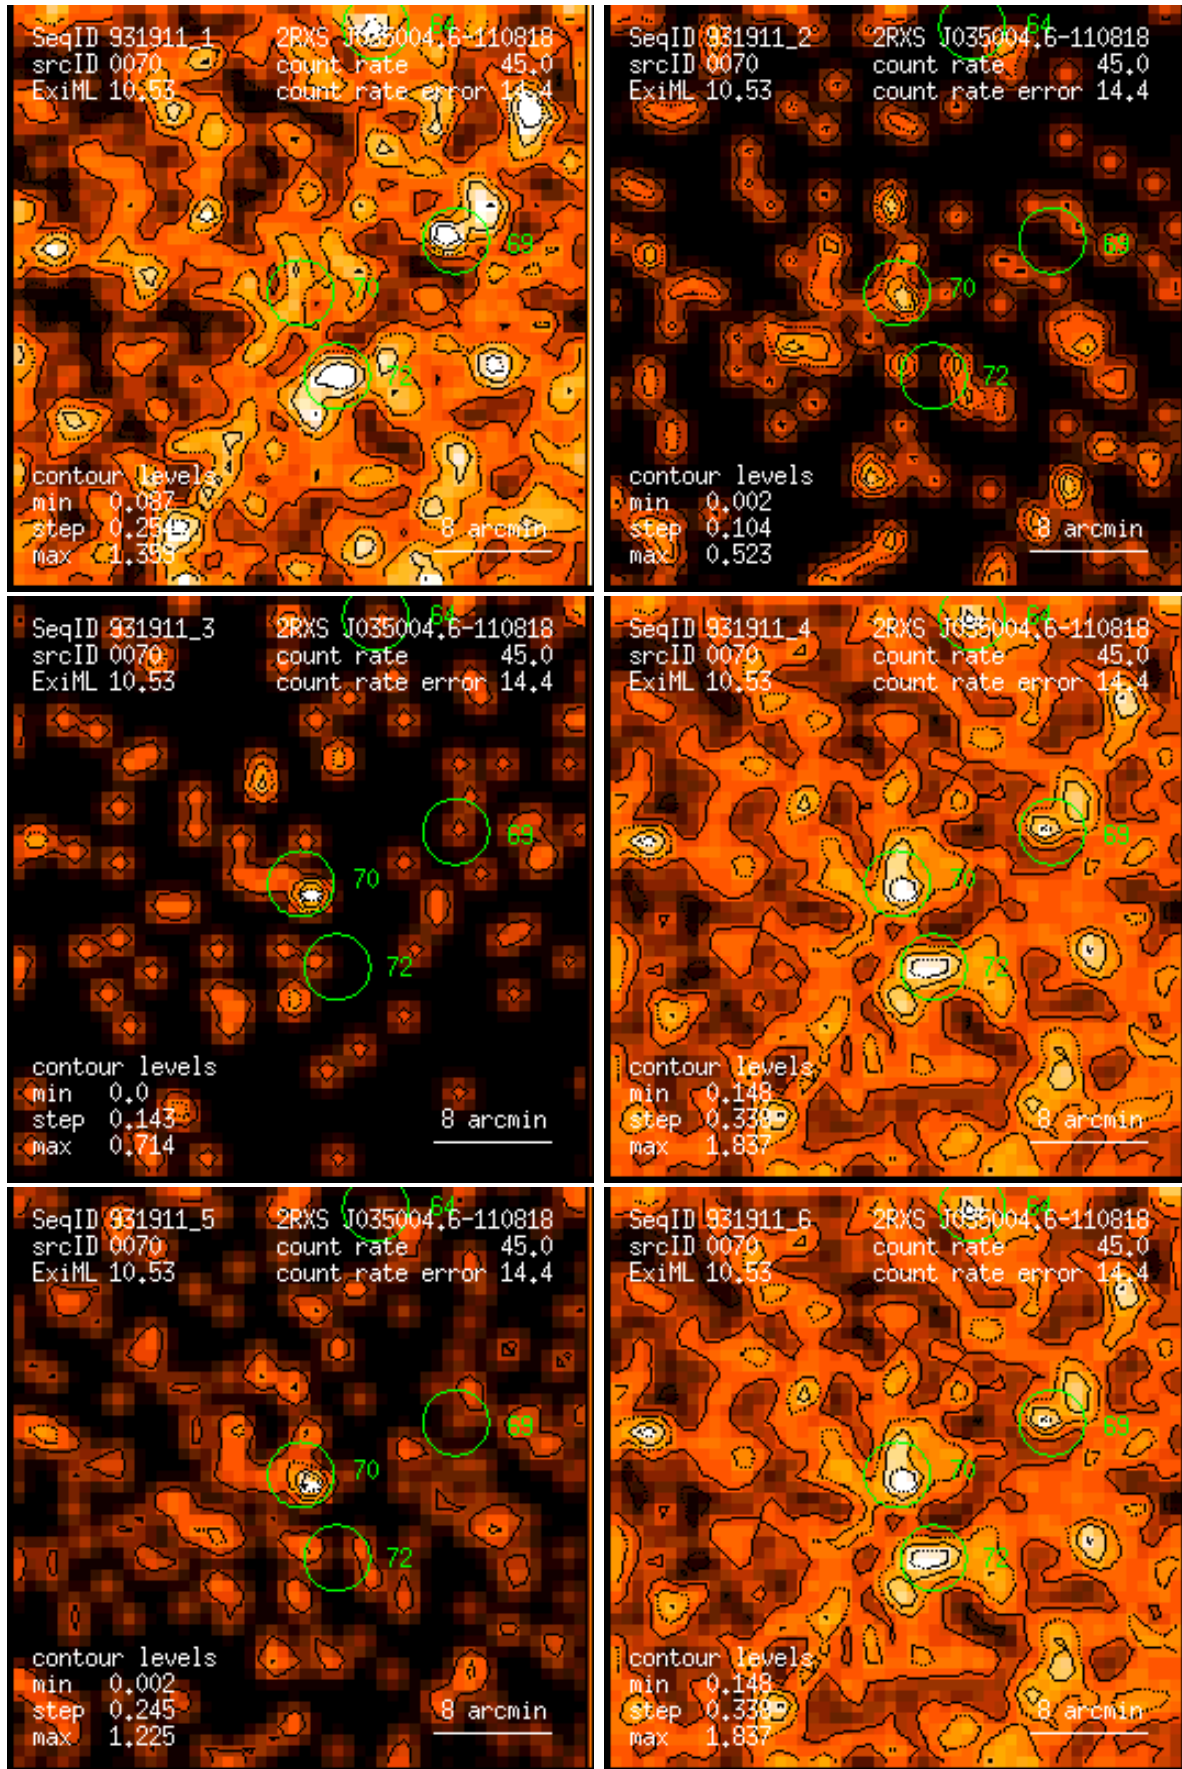 64
SeqID 931911_1 2RXS J035004.6-110818
srcID 0070 count rate 45.0
ExiML 10.53 count rate error 14.4
69
70
72
contour levels
min 0.087
step 0.254
max 1.359
8 arcmin
64
SeqID 931911_2 2RXS J035004.6-110818
srcID 0070 count rate 45.0
ExiML 10.53 count rate error 14.4
69
70
72
contour levels
min 0.002
step 0.104
max 0.523
8 arcmin
64
SeqID 931911_3 2RXS J035004.6-110818
srcID 0070 count rate 45.0
ExiML 10.53 count rate error 14.4
69
70
72
contour levels
min 0.0
step 0.143
max 0.714
8 arcmin
64
SeqID 931911_4 2RXS J035004.6-110818
srcID 0070 count rate 45.0
ExiML 10.53 count rate error 14.4
69
70
72
contour levels
min 0.148
step 0.338
max 1.837
8 arcmin
64
SeqID 931911_5 2RXS J035004.6-110818
srcID 0070 count rate 45.0
ExiML 10.53 count rate error 14.4
69
70
72
contour levels
min 0.002
step 0.245
max 1.225
8 arcmin
64
SeqID 931911_6 2RXS J035004.6-110818
srcID 0070 count rate 45.0
ExiML 10.53 count rate error 14.4
69
70
72
contour levels
min 0.148
step 0.338
max 1.837
8 arcmin